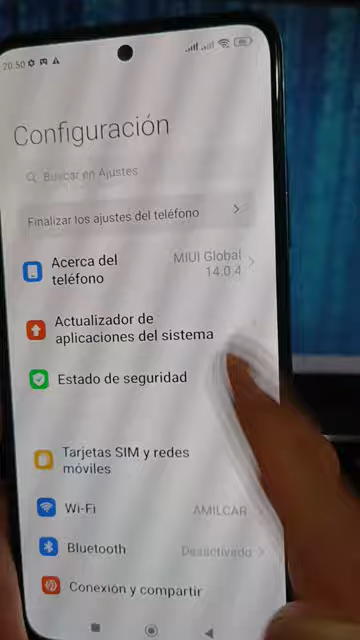 20:50
Configuración
Buscar en Ajustes
Finalizar los ajustes del teléfono
Acerca del
teléfono
MIUI Global
14.0.4
Actualizador de
aplicaciones del sistema
Estado de seguridad
Tarjetas SIM y redes
móviles
Wi-Fi
AMILCAR
Bluetooth
Desactivado
Conexión y compartir